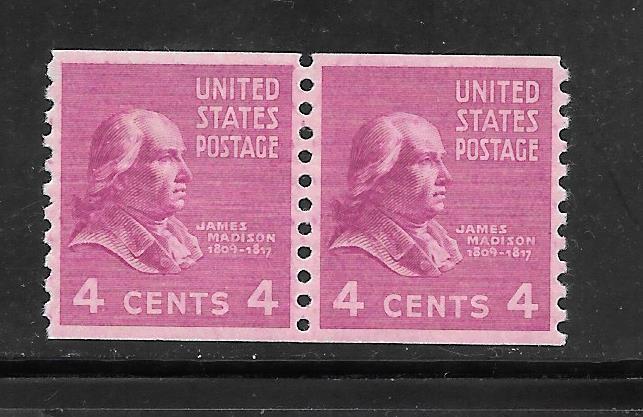 UNITED
STATES
POSTAGE
JAMES
MADISON
1809-1817
4 CENTS 4
UNITED
STATES
POSTAGE
JAMES
MADISON
1809-1817
4 CENTS 4